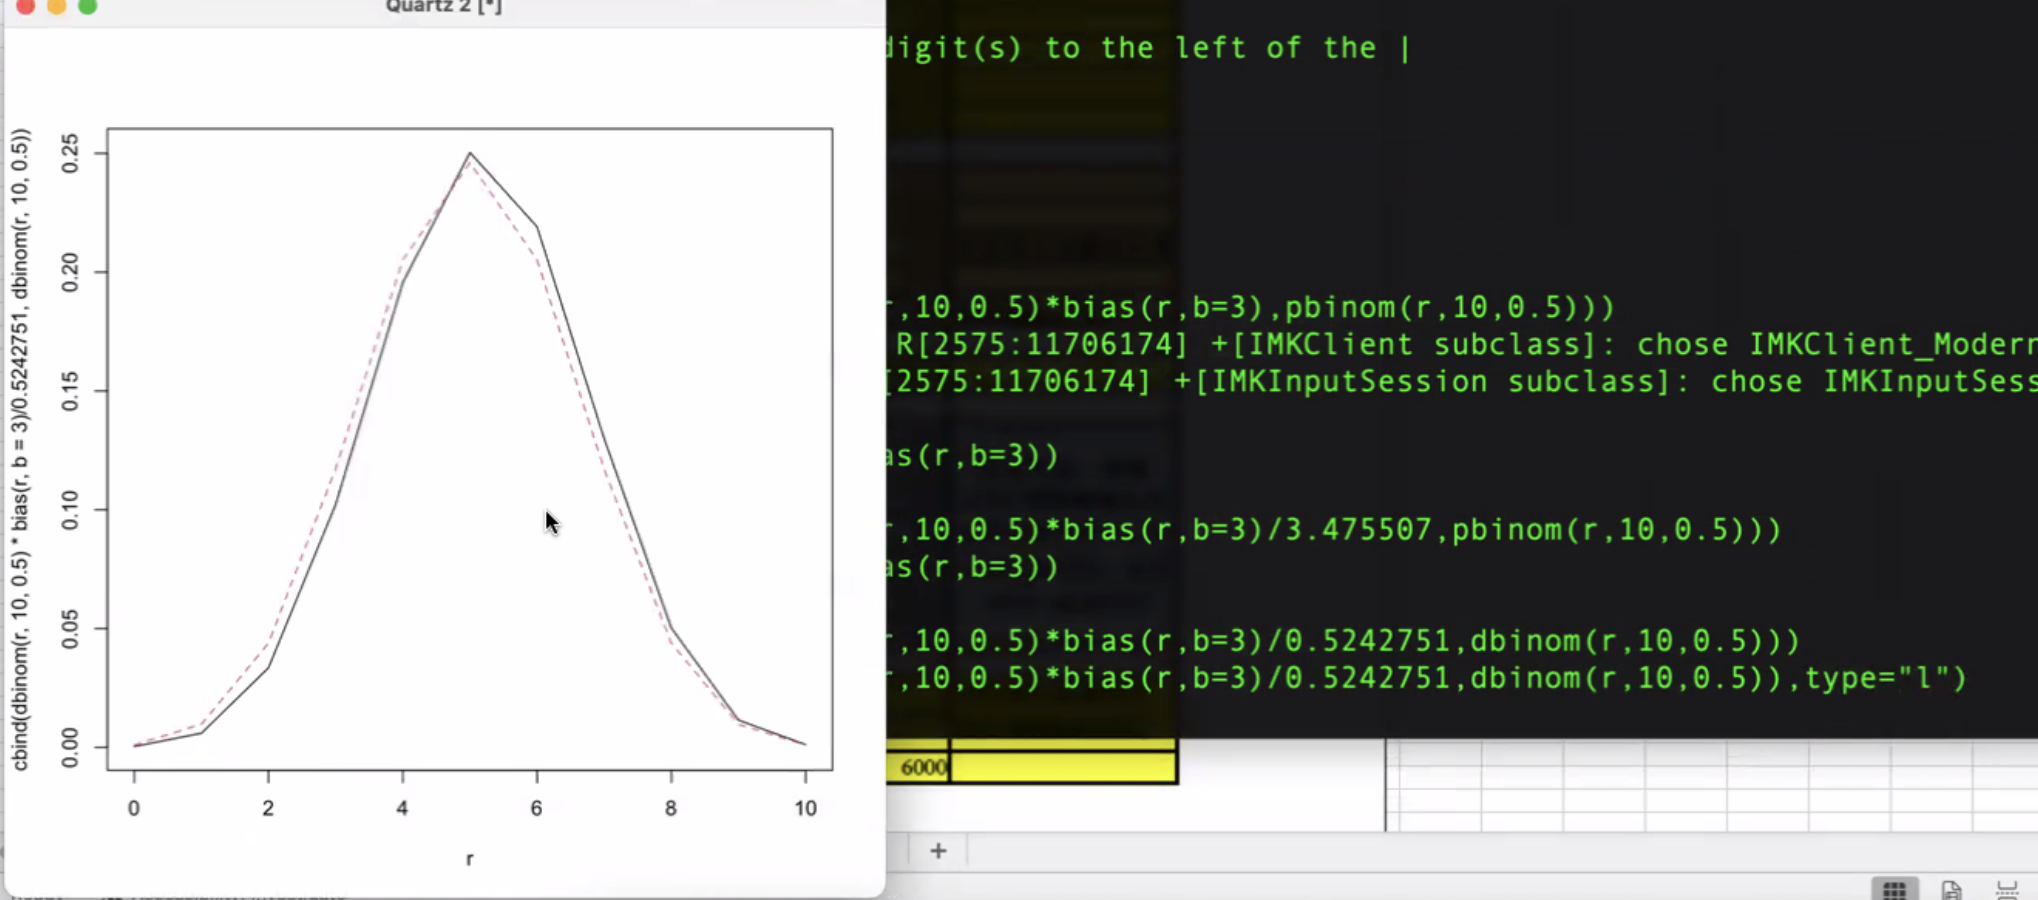 Quartz 2 [*]
cbind(dbinom(r, 10, 0.5) * bias(r, b = 3)/0.5242751, dbinom(r, 10, 0.5))
0.25
0.20
0.15
0.10
0.05
0.00
0 2 4 6 8 10
r
digit(s) to the left of the |
r,10,0.5)*bias(r,b=3),pbinom(r,10,0.5)))
R[2575:11706174] +[IMKClient subclass]: chose IMKClient_Modern
[2575:11706174] +[IMKInputSession subclass]: chose IMKInputSess
as(r,b=3))
r,10,0.5)*bias(r,b=3)/3.475507,pbinom(r,10,0.5)))
as(r,b=3))
r,10,0.5)*bias(r,b=3)/0.5242751,dbinom(r,10,0.5)))
r,10,0.5)*bias(r,b=3)/0.5242751,dbinom(r,10,0.5)),type="l")
6000
+